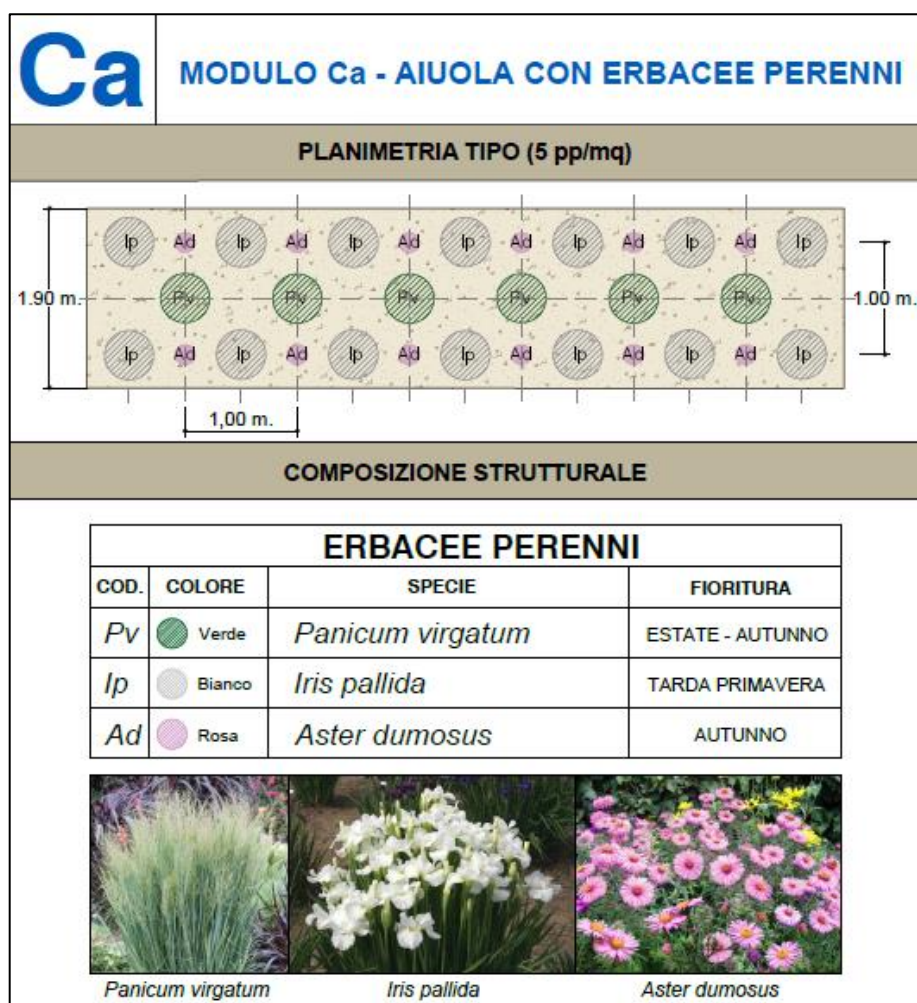 Ca
MODULO Ca - AIUOLA CON ERBACEE PERENNI
PLANIMETRIA TIPO (5 pp/mq)
Ip Ad Ip Ad Ip Ad Ip Ad Ip Ad Ip Ad Ip
1.90 m. Pv Pv Pv Pv Pv Pv 1.00 m.
Ip Ad Ip Ad Ip Ad Ip Ad Ip Ad Ip Ad Ip
1,00 m.
COMPOSIZIONE STRUTTURALE
ERBACEE PERENNI
COD. COLORE SPECIE FIORITURA
Pv Verde Panicum virgatum ESTATE - AUTUNNO
Ip Bianco Iris pallida TARDA PRIMAVERA
Ad Rosa Aster dumosus AUTUNNO
Panicum virgatum Iris pallida Aster dumosus